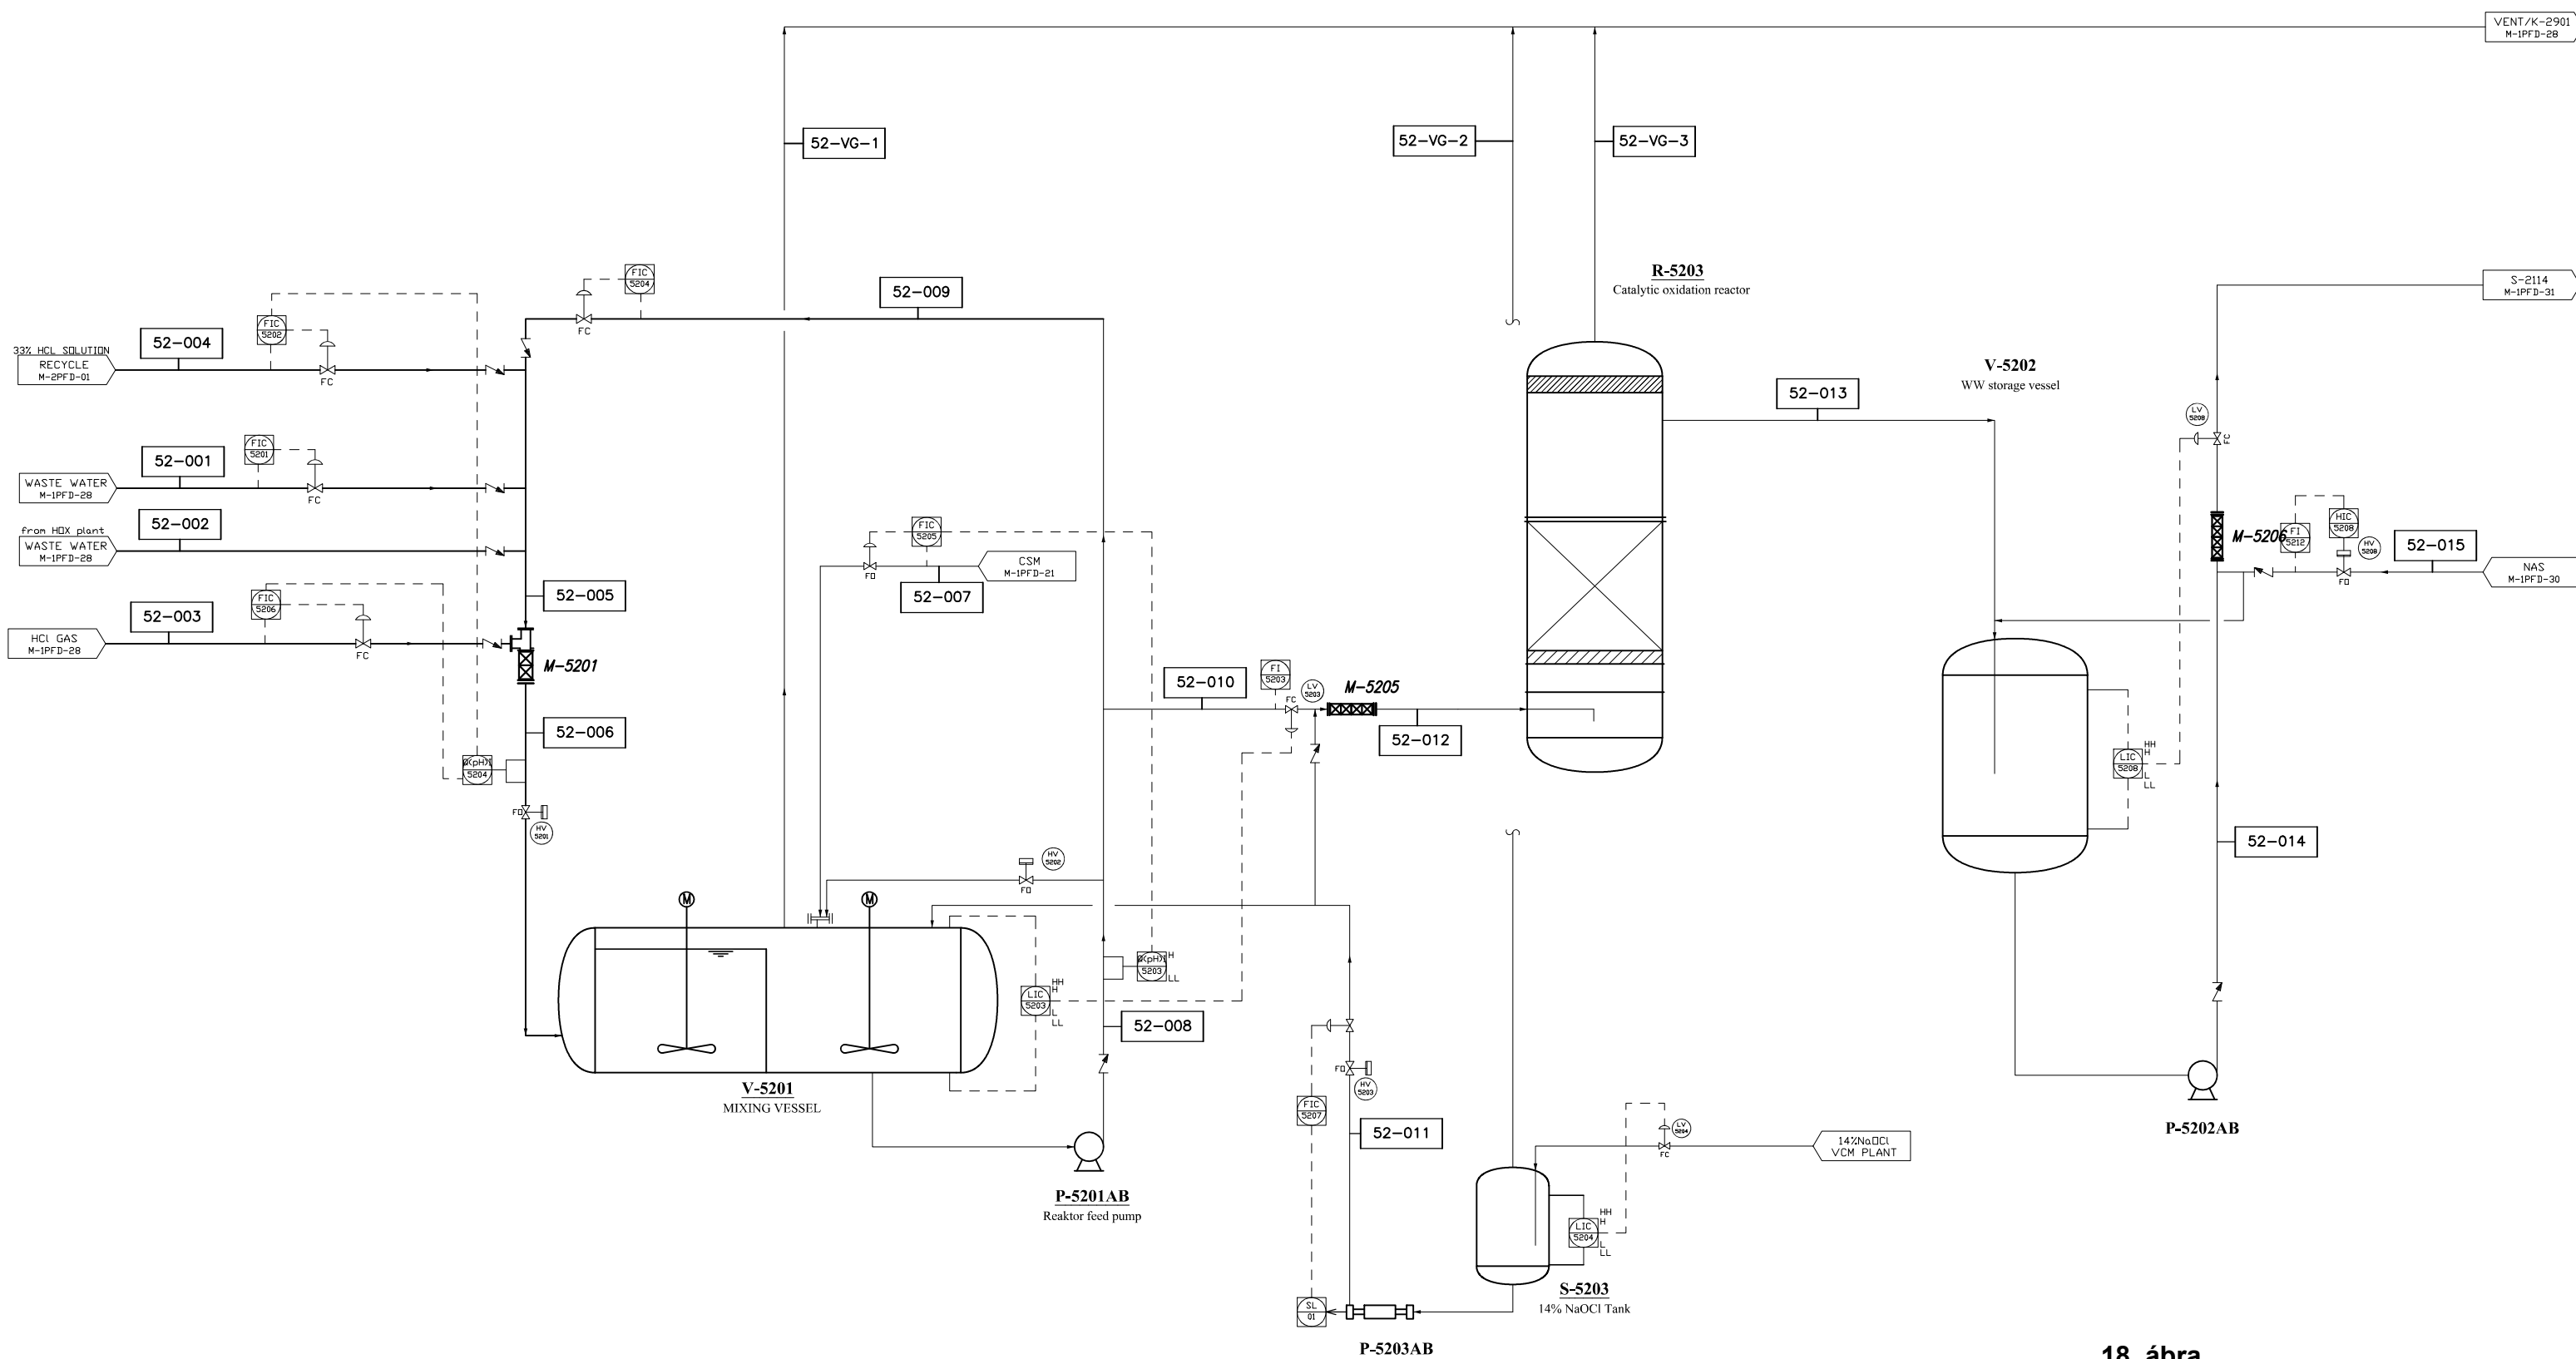 VENT/K-2901
M-1PFD-28
52-VG-1
52-VG-2
52-VG-3
R-5203
Catalytic oxidation reactor
FIC
5204
52-009
S-2114
M-1PFD-31
FC
FIC
5202
52-004
33% HCL SOLUTION
RECYCLE
M-2PFD-01
FC
52-013
V-5202
WW storage vessel
LV
5208
FC
FIC
5201
52-001
WASTE WATER
M-1PFD-28
FC
52-002
from HOX plant
WASTE WATER
M-1PFD-28
FIC
5205
CSM
M-1PFD-21
FO
52-007
M-5206
FI
5212
HIC
5208
HV
5208
FO
52-015
NAS
M-1PFD-30
52-005
FIC
5206
52-003
HCl GAS
M-1PFD-28
FC
M-5201
52-006
52-010
FI
5203
FC
LV
5203
M-5205
52-012
5204
FO
HV
5201
HH
H
LIC
5208
L
LL
52-014
HV
5202
FO
M
M
5203
H
LL
HH
H
LIC
5203
L
LL
52-008
V-5201
MIXING VESSEL
FO
HV
5203
FIC
5207
52-011
LV
5204
FC
14%NaOCl
VCM PLANT
P-5202AB
P-5201AB
Reaktor feed pump
HH
H
LIC
5204
L
LL
S-5203
14% NaOCl Tank
SL
01
P-5203AB
18. ábra